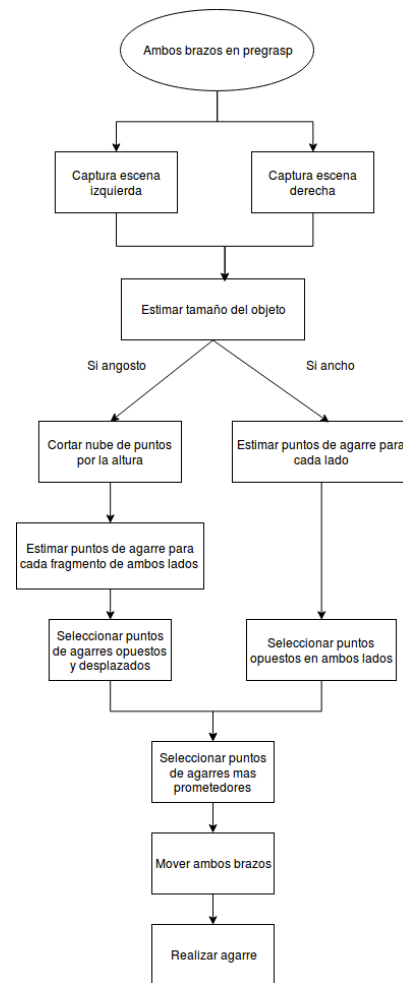 Ambos brazos en pregrasp
Captura escena
izquierda
Captura escena
derecha
Estimar tamaño del objeto
Si angosto
Si ancho
Cortar nube de puntos
por la altura
Estimar puntos de agarre para
cada lado
Estimar puntos de agarre para
cada fragmento de ambos lados
Seleccionar puntos
de agarres opuestos
y desplazados
Seleccionar puntos
opuestos en ambos lados
Seleccionar puntos
de agarres mas
prometedores
Mover ambos brazos
Realizar agarre